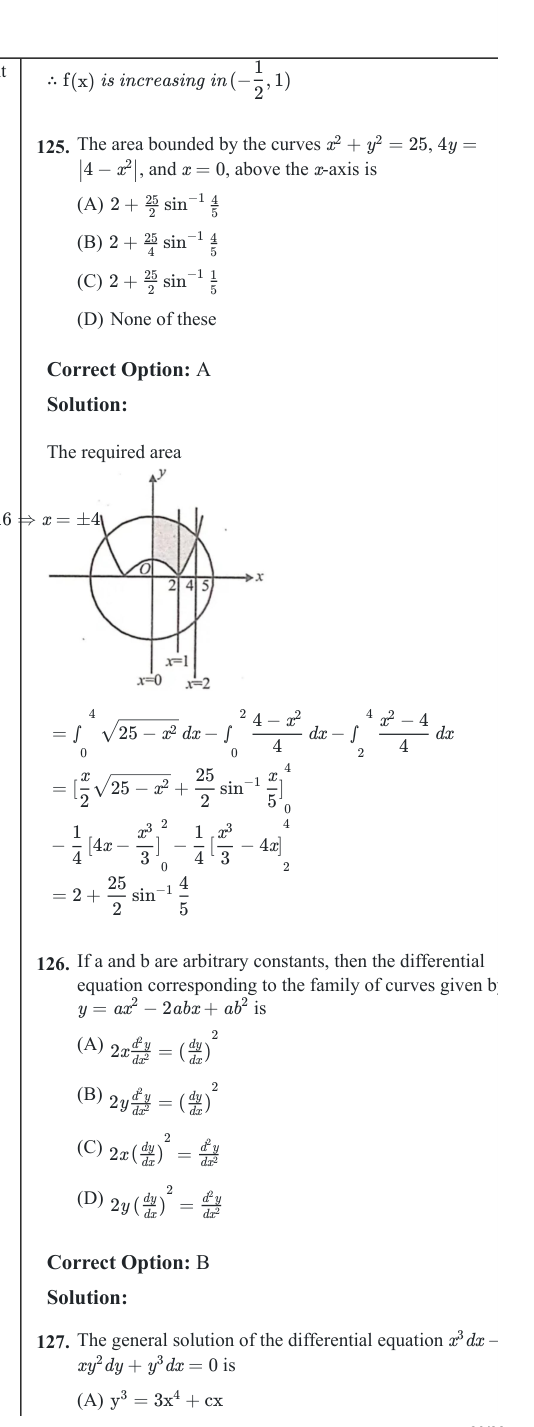 t
∴ f(x) is increasing in (−1/2, 1)
125. The area bounded by the curves x² + y² = 25, 4y =
|4 − x²|, and x = 0, above the x-axis is
(A) 2 + 25/2 sin⁻¹ 4/5
(B) 2 + 25/4 sin⁻¹ 4/5
(C) 2 + 25/2 sin⁻¹ 1/5
(D) None of these
Correct Option: A
Solution:
The required area
y
6 ⇒ x = ±4
O
x
2 4 5
x=1
x=0 x=2
= ∫₀⁴ √(25 − x²) dx − ∫₀² (4 − x²)/4 dx − ∫₂⁴ (x² − 4)/4 dx
= [x/2 √(25 − x²) + 25/2 sin⁻¹ x/5]₀⁴
− 1/4 [4x − x³/3]₀² − 1/4 [x³/3 − 4x]₂⁴
= 2 + 25/2 sin⁻¹ 4/5
126. If a and b are arbitrary constants, then the differential
equation corresponding to the family of curves given
y = ax² − 2abx + ab² is
(A) 2x d²y/dx² = (dy/dx)²
(B) 2y d²y/dx² = (dy/dx)²
(C) 2x(dy/dx)² = d²y/dx²
(D) 2y(dy/dx)² = d²y/dx²
Correct Option: B
Solution:
127. The general solution of the differential equation x³dx −
xy²dy + y³dx = 0 is
(A) y³ = 3x⁴ + cx